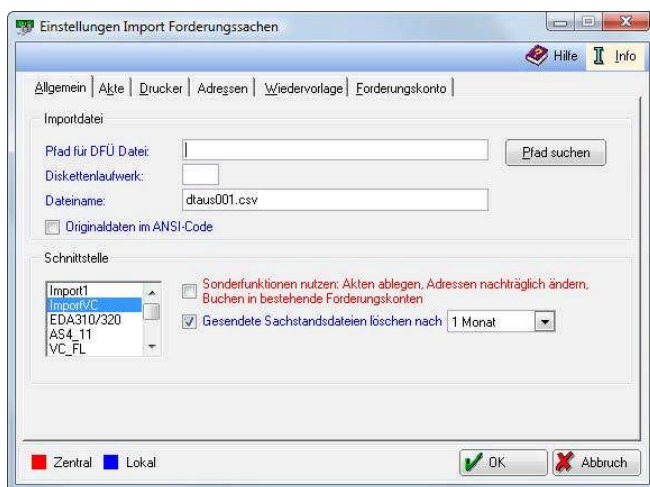 Einstellungen Import Forderungssachen
Hilfe Info
Allgemein Akte Drucker Adressen Wiedervorlage Forderungskonto
Importdatei
Pfad für DFÜ Datei: Pfad suchen
Diskettenlaufwerk:
Dateiname: dtaus001.csv
Originaldaten im ANSI-Code
Schnittstelle
Import1
ImportVC
EDA310/320
AS4_11
VC_FL
Sonderfunktionen nutzen: Akten ablegen, Adressen nachträglich ändern,
Buchen in bestehende Forderungskonten
Gesendete Sachstandsdateien löschen nach 1 Monat
Zentral Lokal OK Abbruch